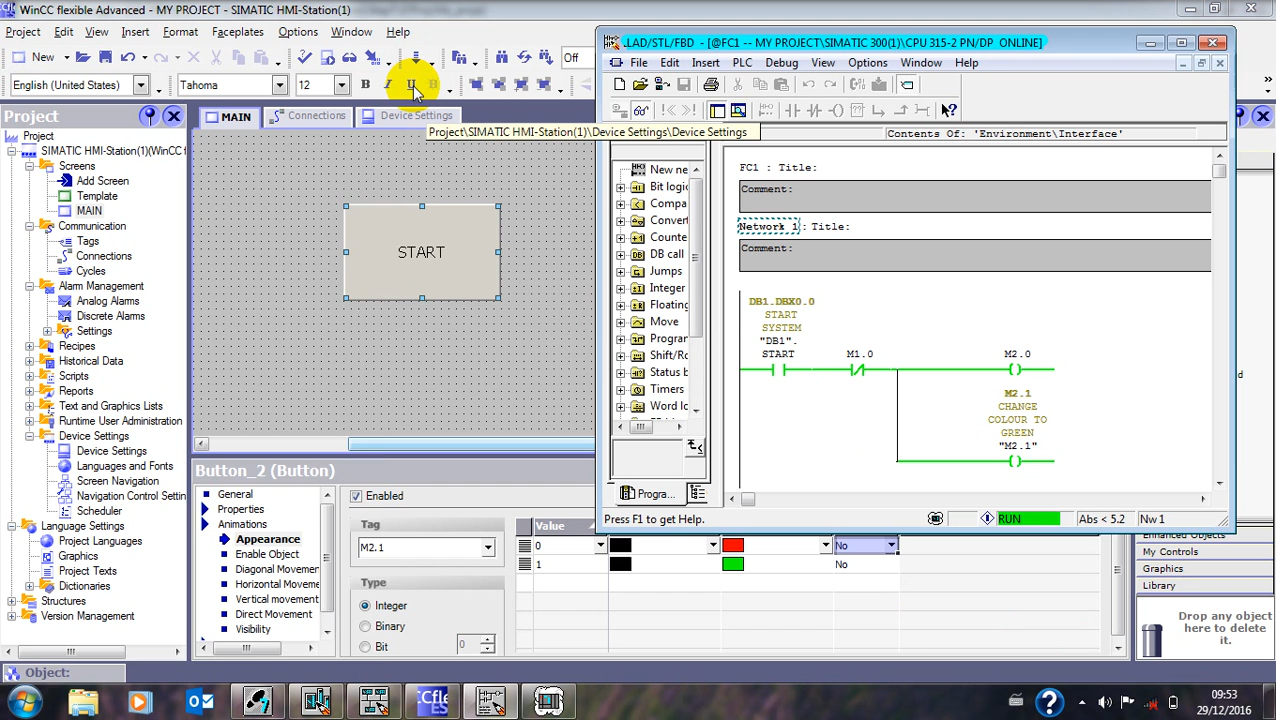 WinCC flexible Advanced - MY PROJECT - SIMATIC HMI-Station(1)
Project Edit View Insert Format Faceplates Options Window Help
New
Off
English (United States) Tahoma 12 B I U
Project
Project
SIMATIC HMI-Station(1)(WinCC f
Screens
Add Screen
Template
MAIN
Communication
Tags
Connections
Cycles
Alarm Management
Analog Alarms
Discrete Alarms
Settings
Recipes
Historical Data
Scripts
Reports
Text and Graphics Lists
Runtime User Administration
Device Settings
Device Settings
Languages and Fonts
Screen Navigation
Navigation Control Settin
Scheduler
Language Settings
Project Languages
Graphics
Project Texts
Dictionaries
Structures
Version Management
Object:
MAIN Connections Device Settings
Project\SIMATIC HMI-Station(1)\Device Settings\Device Settings
START
Button_2 (Button)
General
Properties
Animations
Appearance
Enable Object
Diagonal Movement
Horizontal Moveme
Vertical movement
Direct Movement
Visibility
Enabled
Tag
M2.1
Type
Integer
Binary
Bit 0
Value
0 No
1 No
LAD/STL/FBD - [@FC1 -- MY PROJECT\SIMATIC 300(1)\CPU 315-2 PN/DP ONLINE]
File Edit Insert PLC Debug View Options Window Help
Contents Of: 'Environment\Interface'
New ne
Bit logic
Compa
Convert
Counte
DB call
Jumps
Integer
Floating
Move
Program
Shift/Ro
Status b
Timers
Word lo
Progra...
FC1 : Title:
Comment:
Network 1: Title:
Comment:
DB1.DBX0.0
START
SYSTEM
"DB1".
START M1.0 M2.0
M2.1
CHANGE
COLOUR TO
GREEN
"M2.1"
Press F1 to get Help.
RUN Abs < 5.2 Nw 1
Enhanced Objects
My Controls
Graphics
Library
Drop any object
here to delete
it.
09:53
29/12/2016